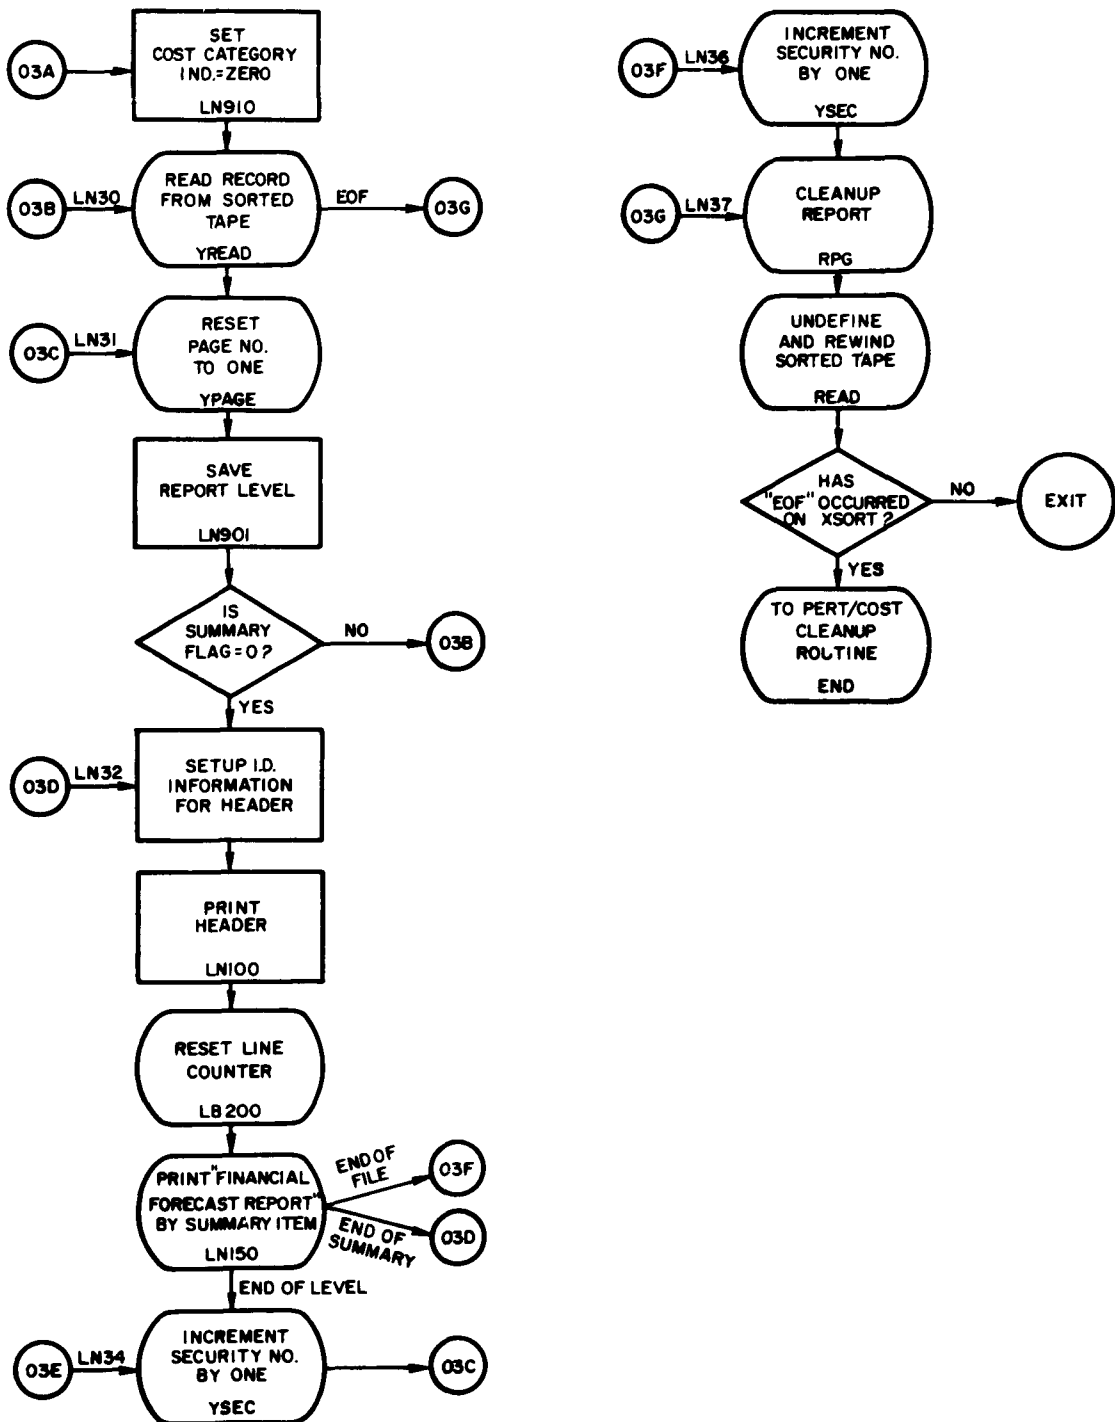 SET
COST CATEGORY
IND.=ZERO
LN910
03A
READ RECORD
FROM SORTED
TAPE
YREAD
03B
LN30
EOF
03G
RESET
PAGE NO.
TO ONE
YPAGE
03C
LN31
SAVE
REPORT LEVEL
LN901
IS
SUMMARY
FLAG=0?
NO
03B
YES
03D
LN32
SETUP I.D.
INFORMATION
FOR HEADER
PRINT
HEADER
LN100
RESET LINE
COUNTER
LB200
PRINT "FINANCIAL
FORECAST REPORT"
BY SUMMARY ITEM
LN150
END OF
FILE
03F
END OF
SUMMARY
03D
END OF LEVEL
03E
LN34
INCREMENT
SECURITY NO.
BY ONE
YSEC
03C
03F
LN36
INCREMENT
SECURITY NO.
BY ONE
YSEC
03G
LN37
CLEANUP
REPORT
RPG
UNDEFINE
AND REWIND
SORTED TAPE
READ
HAS
"EOF" OCCURRED
ON XSORT?
NO
EXIT
YES
TO PERT/COST
CLEANUP
ROUTINE
END